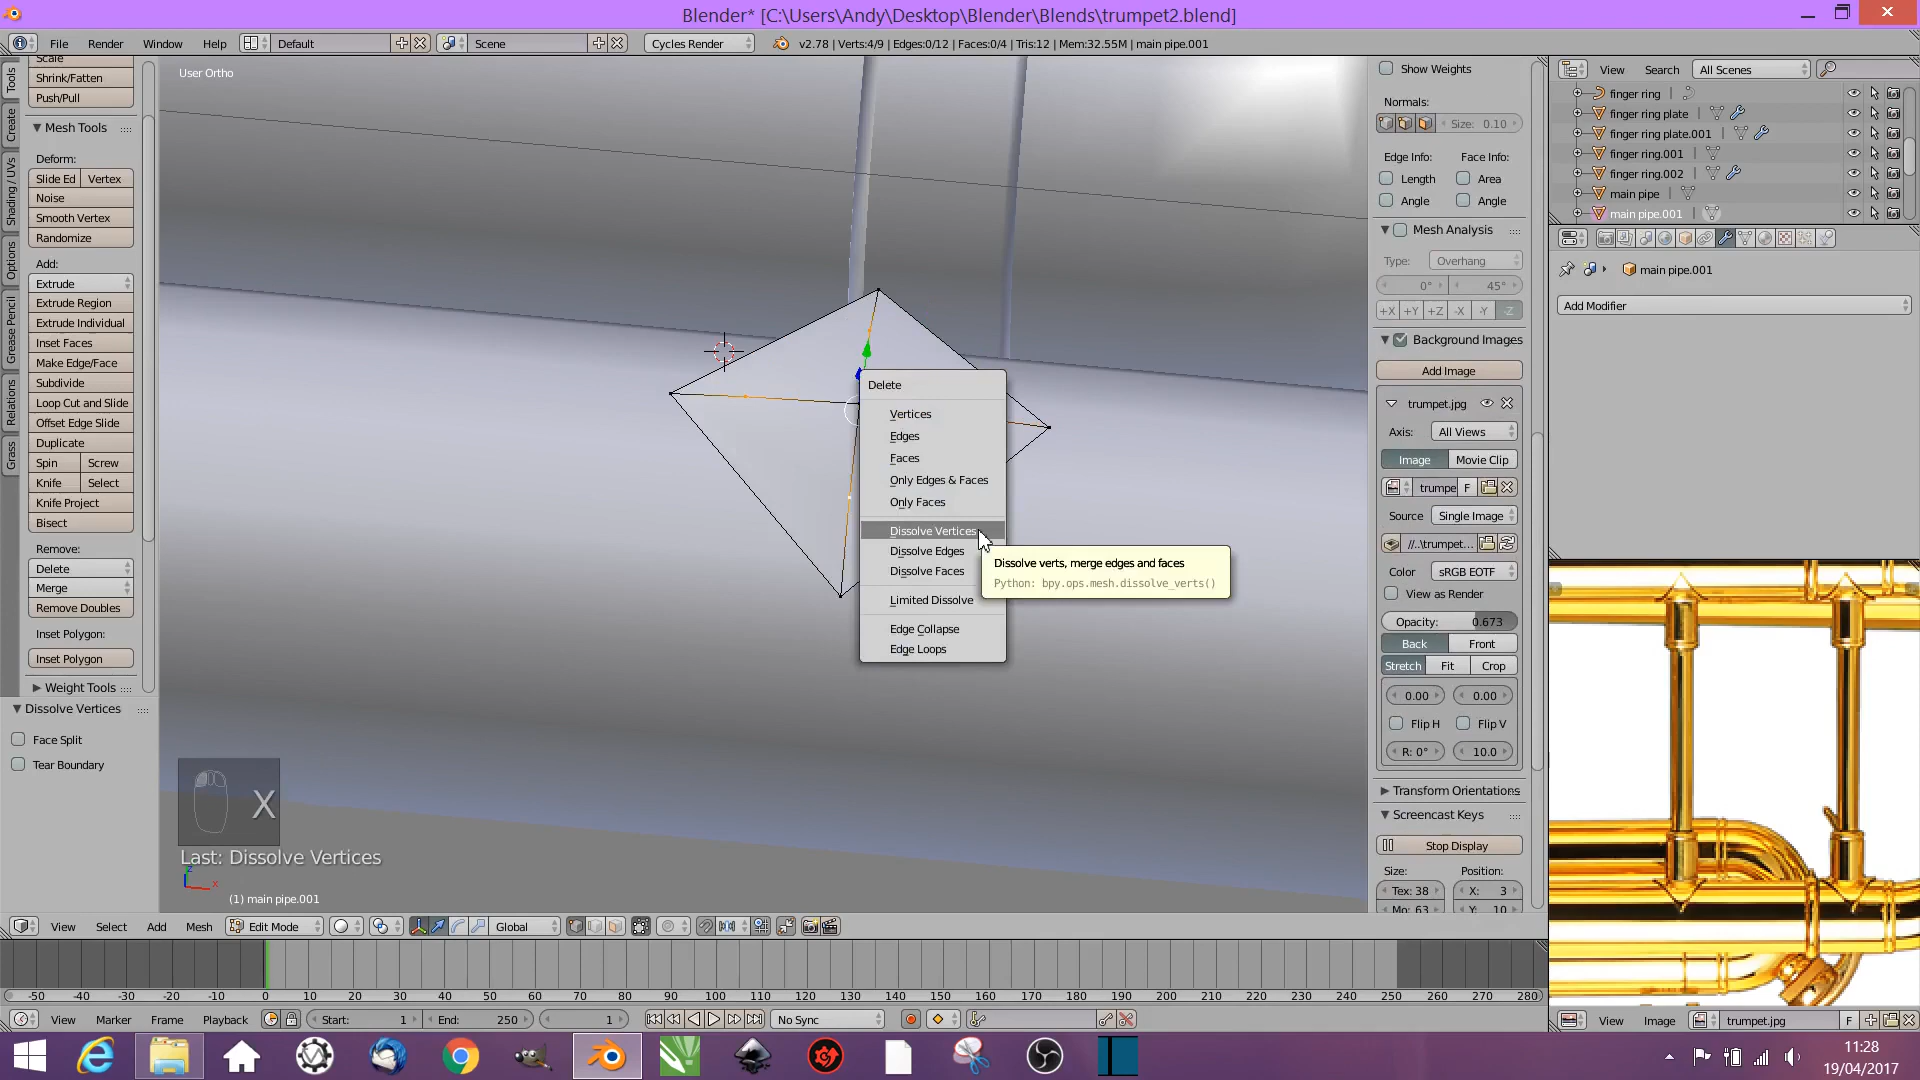 Blender* [C:\Users\Andy\Desktop\Blender\Blends\trumpet2.blend]
File Render Window Help Default Scene Cycles Render v2.78 | Verts:4/9 | Edges:0/12 | Faces:0/4 | Tris:12 | Mem:32.55M | main pipe.001
Tools
Create
Shading / UVs
Options
Grease Pencil
Relations
Grass
Scale
Shrink/Fatten
Push/Pull
Mesh Tools
Deform:
Slide Ed Vertex
Noise
Smooth Vertex
Randomize
Add:
Extrude
Extrude Region
Extrude Individual
Inset Faces
Make Edge/Face
Subdivide
Loop Cut and Slide
Offset Edge Slide
Duplicate
Spin Screw
Knife Select
Knife Project
Bisect
Remove:
Delete
Merge
Remove Doubles
Inset Polygon:
Inset Polygon
Weight Tools
Dissolve Vertices
Face Split
Tear Boundary
User Ortho
Delete
Vertices
Edges
Faces
Only Edges & Faces
Only Faces
Dissolve Vertices
Dissolve Edges
Dissolve Faces
Limited Dissolve
Edge Collapse
Edge Loops
Dissolve verts, merge edges and faces
Python: bpy.ops.mesh.dissolve_verts()
X
Last: Dissolve Vertices
z
x
(1) main pipe.001
Show Weights
Normals:
Size: 0.10
Edge Info: Face Info:
Length Area
Angle Angle
Mesh Analysis
Type: Overhang
0° 45°
+X +Y +Z -X -Y -Z
Background Images
Add Image
trumpet.jpg
Axis: All Views
Image Movie Clip
trumpe F
Source Single Image
//..\trumpet...
Color sRGB EOTF
View as Render
Opacity: 0.673
Back Front
Stretch Fit Crop
0.00 0.00
Flip H Flip V
R: 0° 10.0
Transform Orientations
Screencast Keys
Stop Display
Size: Position:
Tex: 38 X: 3
Mo: 63 Y: 10
View Search All Scenes
finger ring
finger ring plate
finger ring plate.001
finger ring.001
finger ring.002
main pipe
main pipe.001
main pipe.001
Add Modifier
View Select Add Mesh Edit Mode Global
-50 -40 -30 -20 -10 0 10 20 30 40 50 60 70 80 90 100 110 120 130 140 150 160 170 180 190 200 210 220 230 240 250 260 270 280
View Marker Frame Playback Start: 1 End: 250 1 No Sync
View Image trumpet.jpg F
11:28
19/04/2017